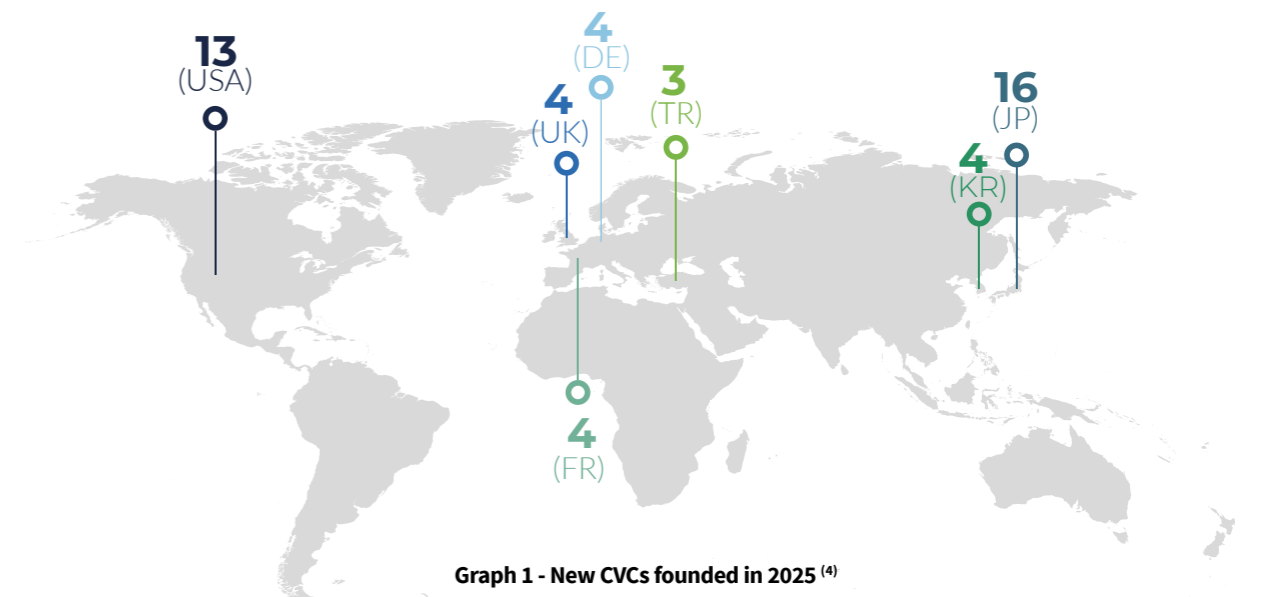 13
(USA)
4
(UK)
4
(DE)
3
(TR)
4
(KR)
16
(JP)
4
(FR)
Graph 1 - New CVCs founded in 2025 (4)